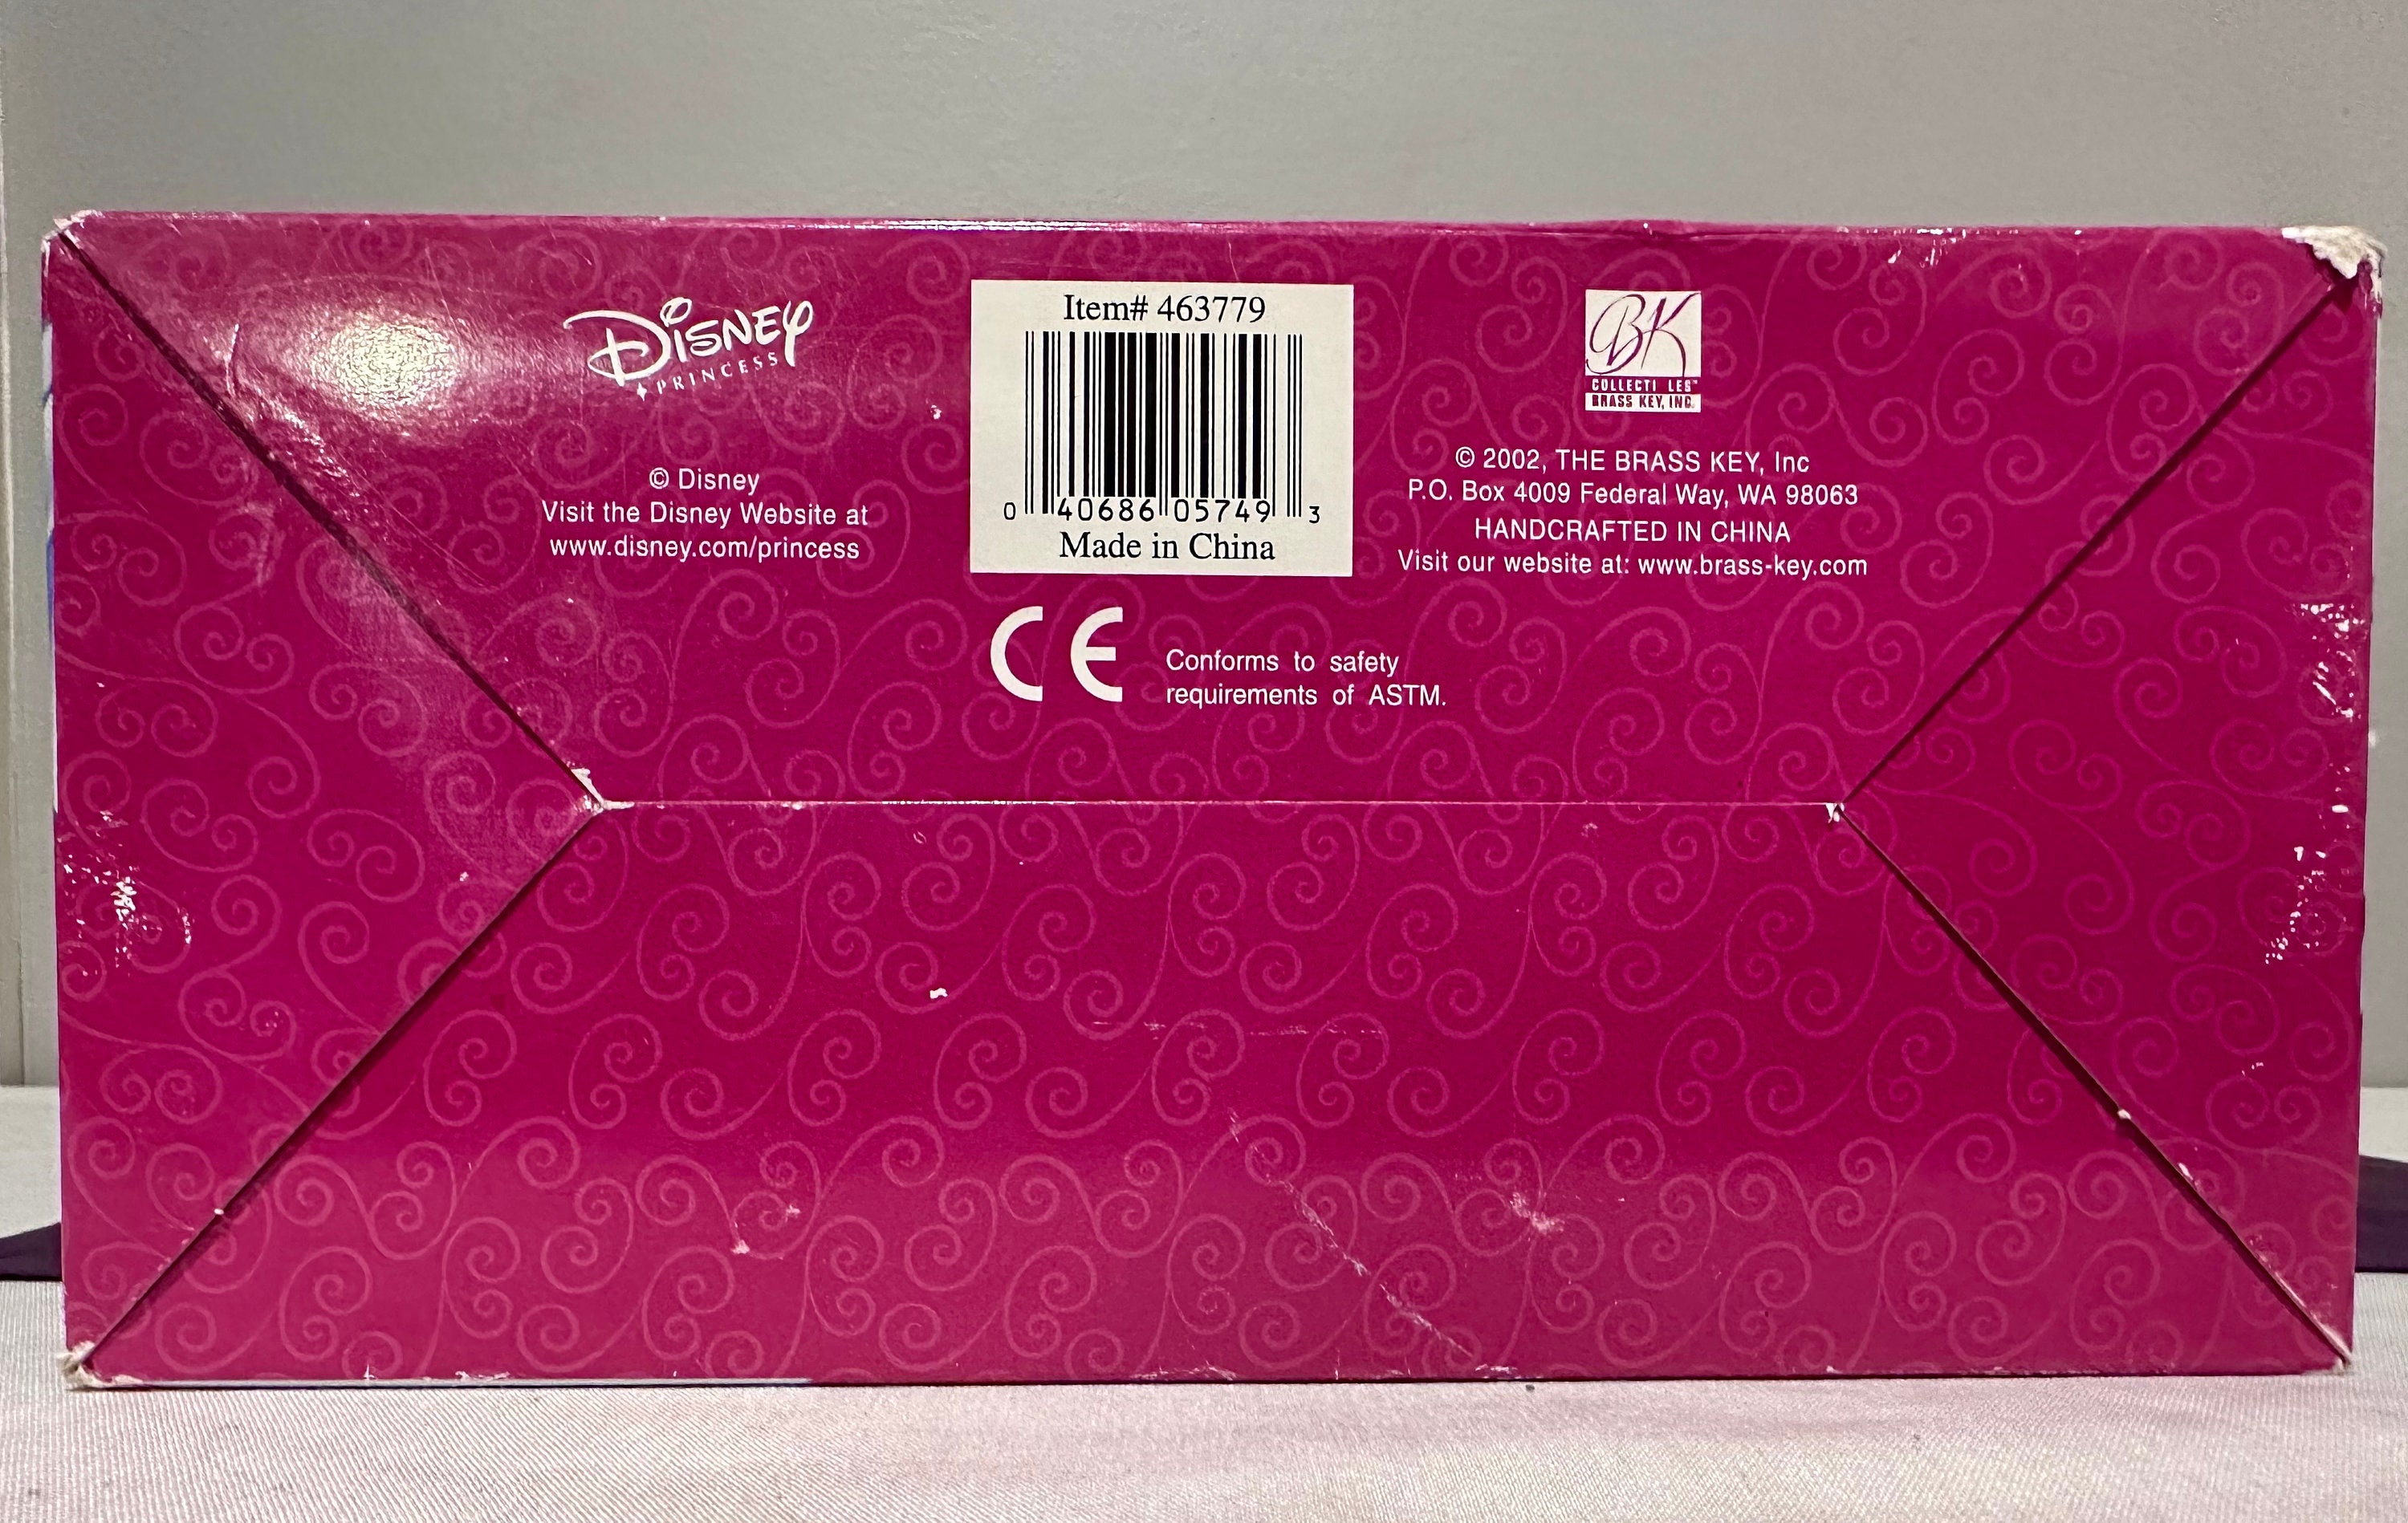 Disney
PRINCESS
© Disney
Visit the Disney Website at
www.disney.com/princess
Item# 463779
0 40686 05749 3
Made in China
CE
Conforms to safety
requirements of ASTM.
BK
COLLECTI LES™
BRASS KEY, INC.
© 2002, THE BRASS KEY, Inc
P.O. Box 4009 Federal Way, WA 98063
HANDCRAFTED IN CHINA
Visit our website at: www.brass-key.com